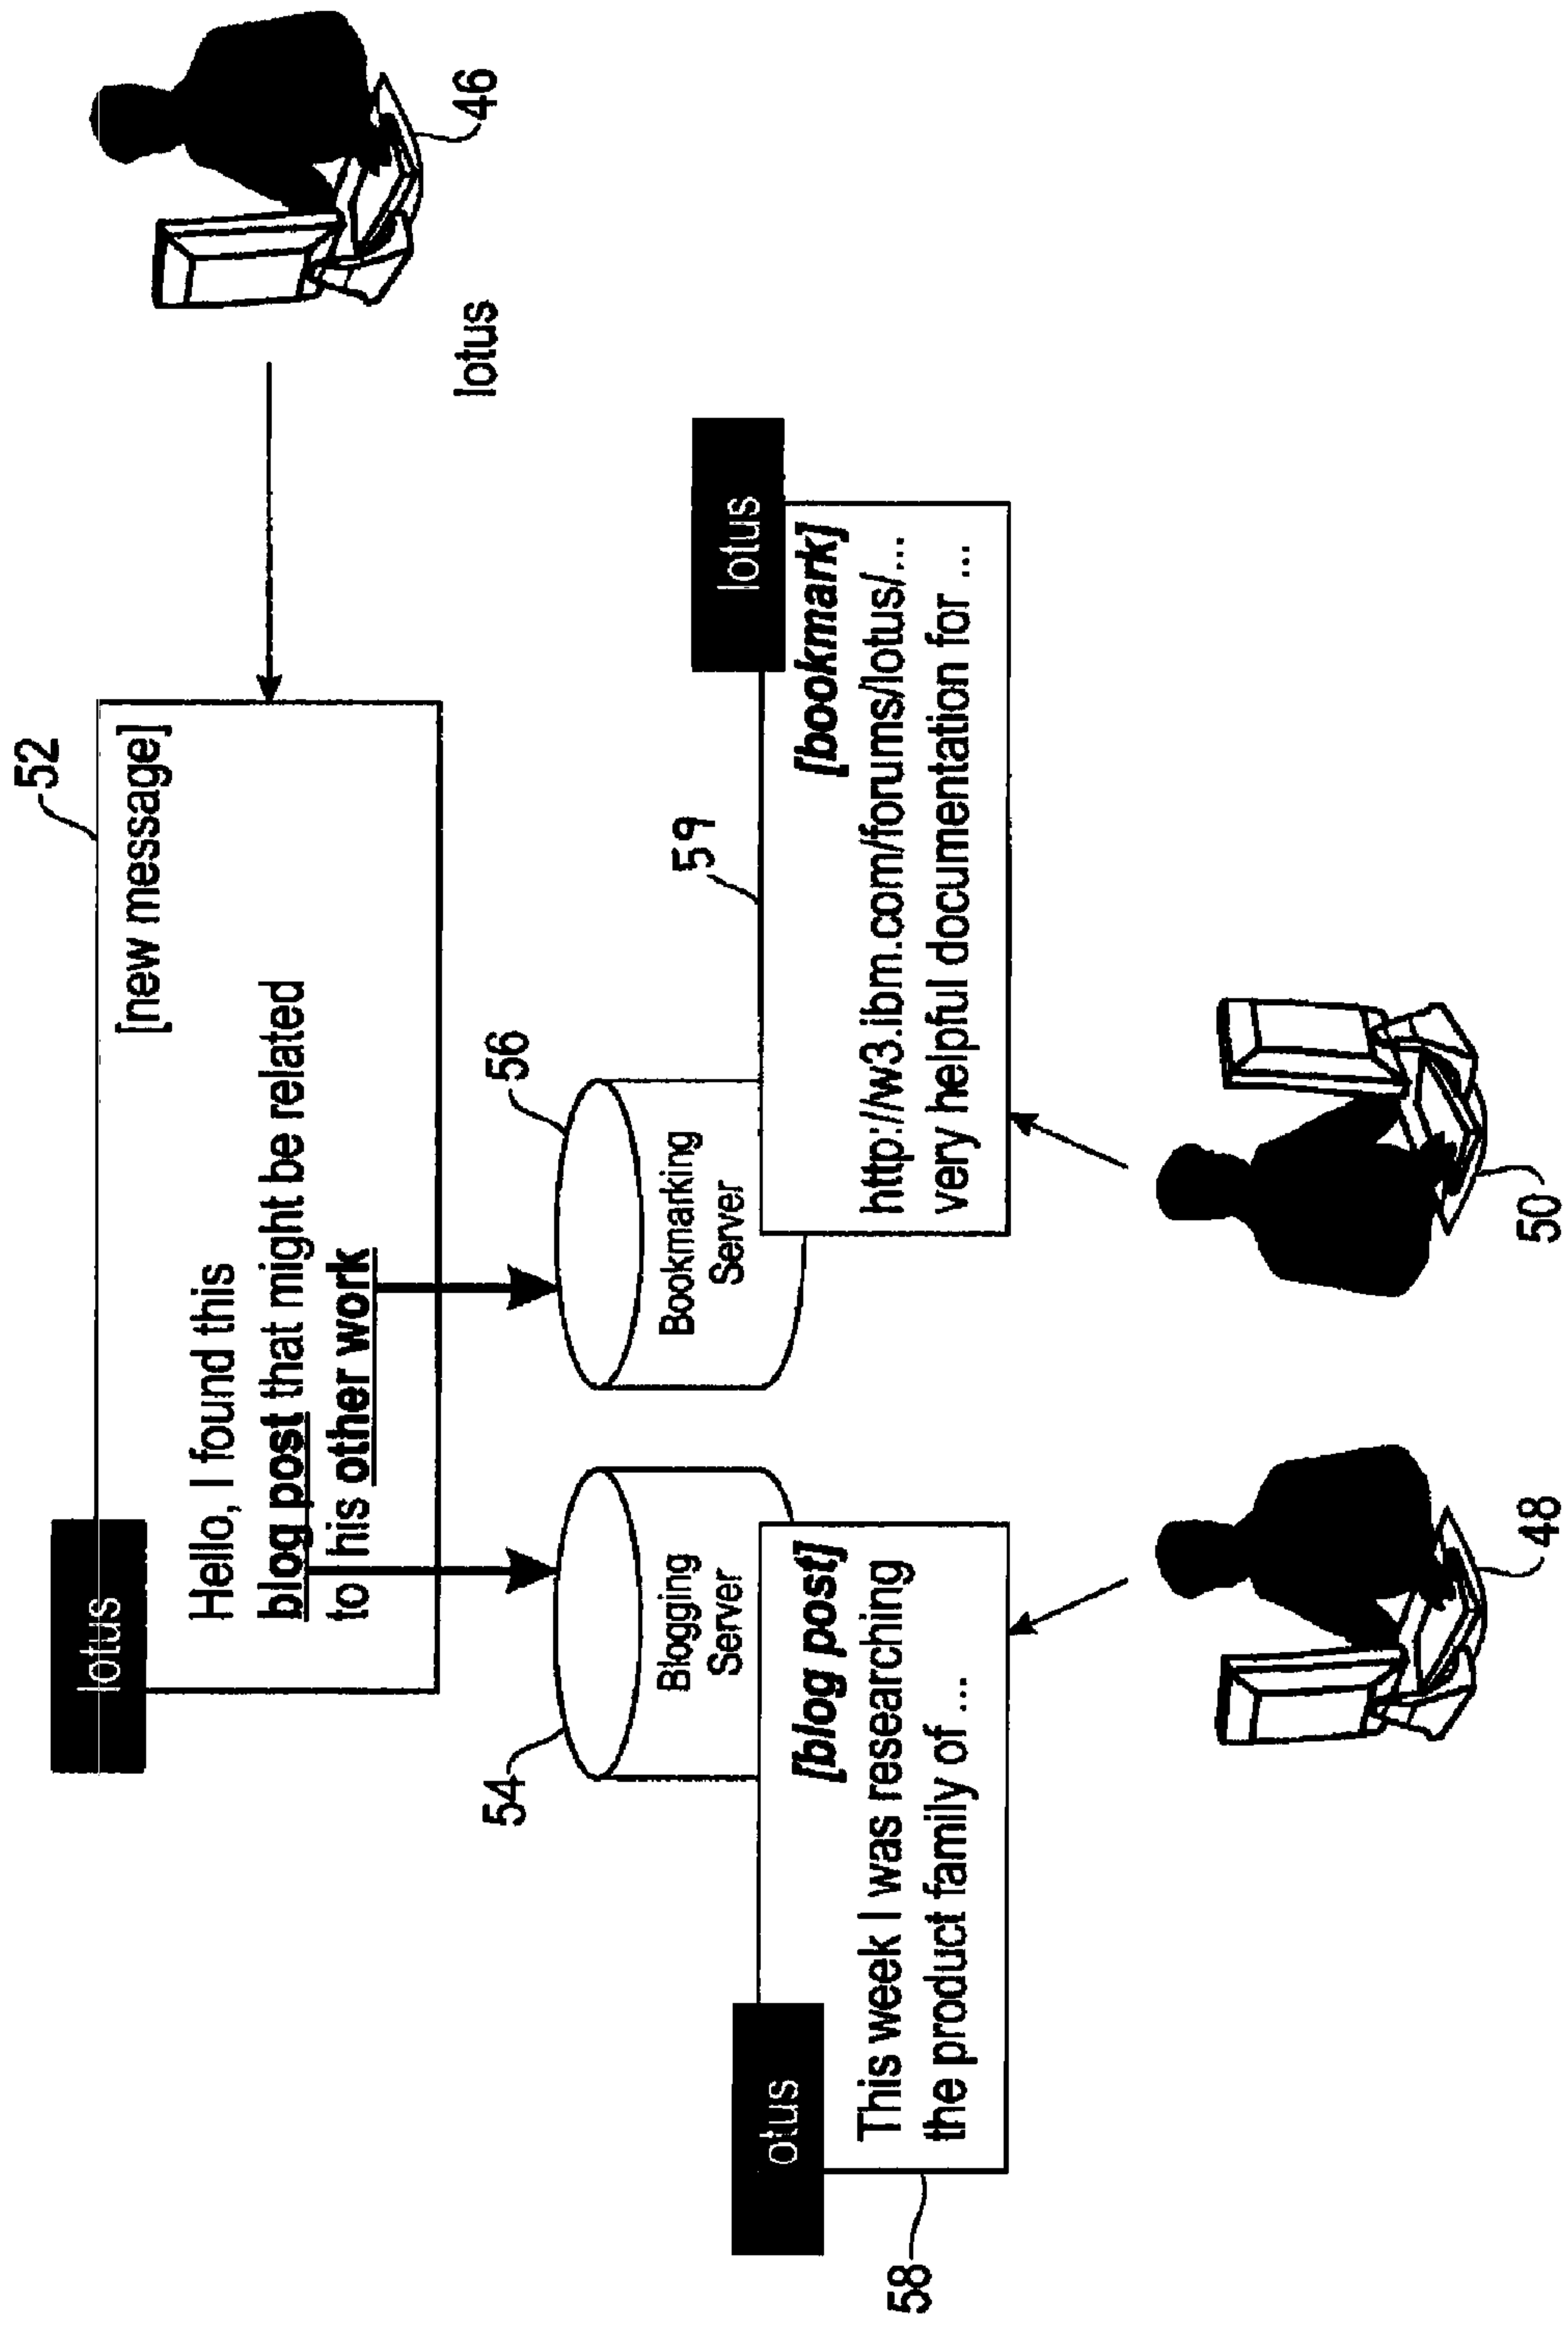 52
lotus
[new message]
Hello, I found this
blog post that might be related
to his other work
46
lotus
54
Blogging
Server
56
Bookmarking
Server
59
lotus
otus
[blog post]
This week I was researching
the product family of ...
58
[bookmark]
http://w3.ibm.com/forums/lotus/...
very helpful documentation for ...
48
50